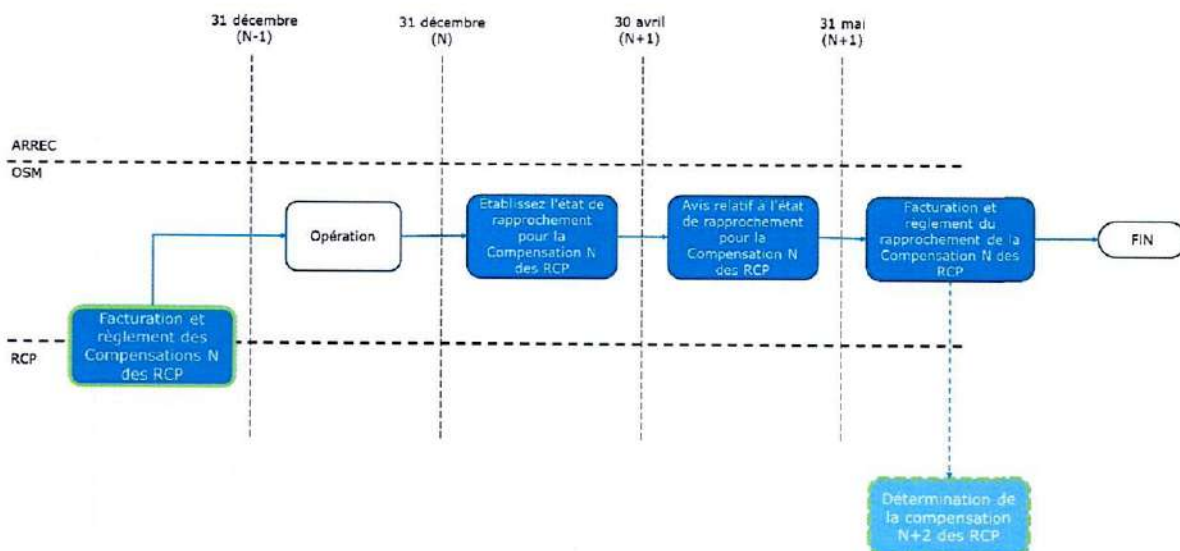 31 décembre
(N-1)
31 décembre
(N)
30 avril
(N+1)
31 mai
(N+1)
ARREC
OSM
Opération
Etablissez l'état de
rapprochement
pour la
Compensation N
des RCP
Avis relatif à l'état
de rapprochement
pour la
Compensation N
des RCP
Facturation et
règlement du
rapprochement de la
Compensation N des
RCP
FIN
Facturation et
règlement des
Compensations N
des RCP
RCP
Détermination de
la compensation
N+2 des RCP